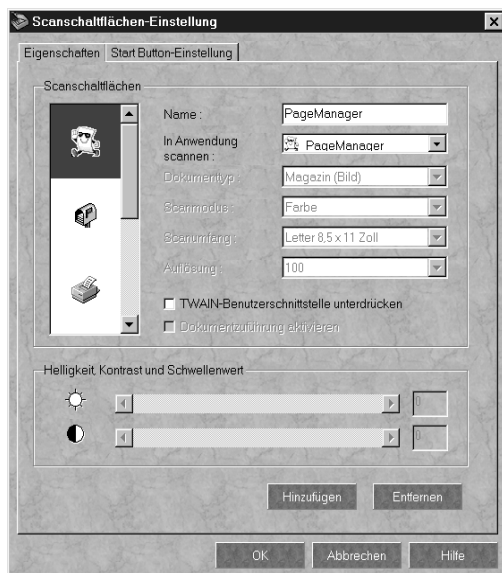 Scanschaltflächen-Einstellung
Eigenschaften Start Button-Einstellung
Scanschaltflächen
Name : PageManager
In Anwendung scannen : PageManager
Dokumenttyp : Magazin (Bild)
Scanmodus : Farbe
Scanumfang : Letter 8,5 x 11 Zoll
Auflösung : 100
TWAIN-Benutzerschnittstelle unterdrücken
Dokumentzuführung aktivieren
Helligkeit, Kontrast und Schwellenwert
0
0
Hinzufügen Entfernen
OK Abbrechen Hilfe